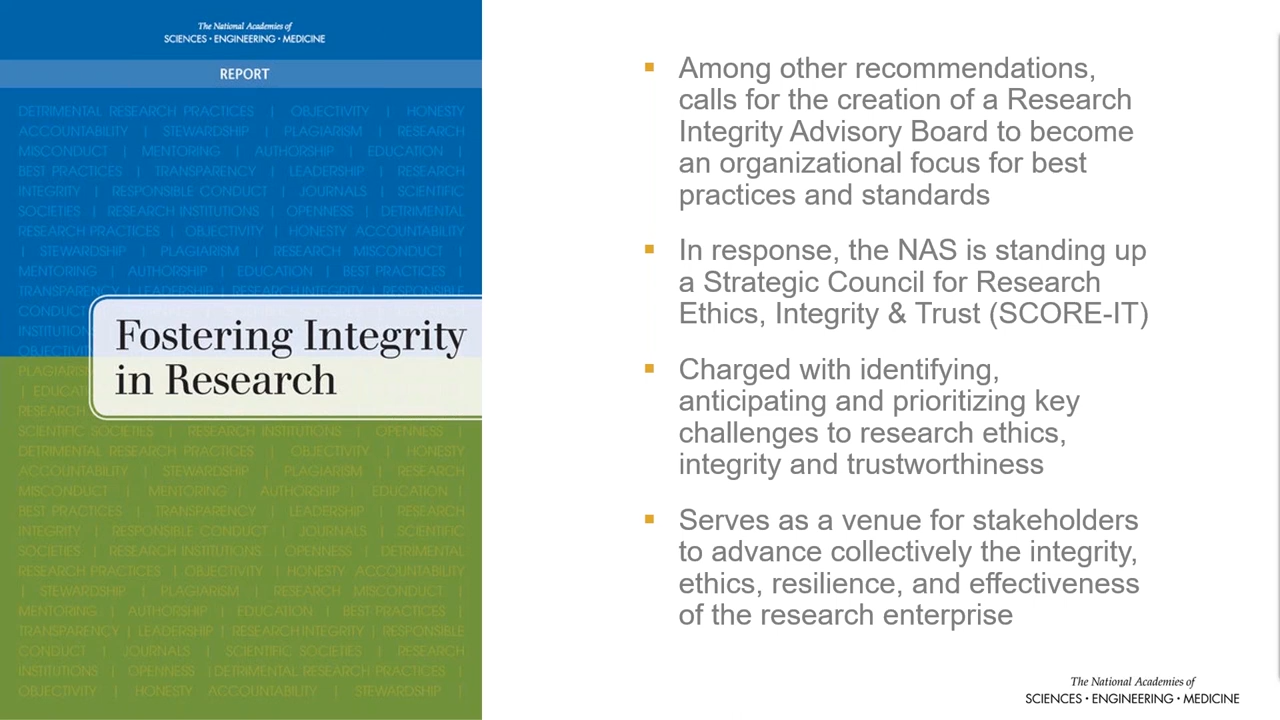 The National Academies of
SCIENCES • ENGINEERING • MEDICINE
REPORT
DETRIMENTAL RESEARCH PRACTICES | OBJECTIVITY | HONESTY
ACCOUNTABILITY | STEWARDSHIP | PLAGIARISM | RESEARCH
MISCONDUCT | MENTORING | AUTHORSHIP | EDUCATION |
BEST PRACTICES | TRANSPARENCY | LEADERSHIP | RESEARCH
INTEGRITY | RESPONSIBLE CONDUCT | JOURNALS | SCIENTIFIC
SOCIETIES | RESEARCH INSTITUTIONS | OPENNESS | DETRIMENTAL
RESEARCH PRACTICES | OBJECTIVITY | HONESTY ACCOUNTABILITY
| STEWARDSHIP | PLAGIARISM | RESEARCH MISCONDUCT |
MENTORING | AUTHORSHIP | EDUCATION | BEST PRACTICES |
TRANSPARENCY | LEADERSHIP | RESEARCH INTEGRITY | RESPONSIBLE
CONDUCT
Fostering Integrity
in Research
SCIENTIFIC SOCIETIES | RESEARCH INSTITUTIONS | OPENNESS |
DETRIMENTAL RESEARCH PRACTICES | OBJECTIVITY | HONESTY
ACCOUNTABILITY | STEWARDSHIP | PLAGIARISM | RESEARCH
MISCONDUCT | MENTORING | AUTHORSHIP | EDUCATION |
BEST PRACTICES | TRANSPARENCY | LEADERSHIP | RESEARCH
INTEGRITY | RESPONSIBLE CONDUCT | JOURNALS | SCIENTIFIC
SOCIETIES | RESEARCH INSTITUTIONS | OPENNESS | DETRIMENTAL
RESEARCH PRACTICES | OBJECTIVITY | HONESTY ACCOUNTABILITY
| STEWARDSHIP | PLAGIARISM | RESEARCH MISCONDUCT |
MENTORING | AUTHORSHIP | EDUCATION | BEST PRACTICES |
TRANSPARENCY | LEADERSHIP | RESEARCH INTEGRITY | RESPONSIBLE
CONDUCT | JOURNALS | SCIENTIFIC SOCIETIES | RESEARCH
INSTITUTIONS | OPENNESS | DETRIMENTAL RESEARCH PRACTICES |
OBJECTIVITY | HONESTY ACCOUNTABILITY | STEWARDSHIP |
▪ Among other recommendations,
calls for the creation of a Research
Integrity Advisory Board to become
an organizational focus for best
practices and standards
▪ In response, the NAS is standing up
a Strategic Council for Research
Ethics, Integrity & Trust (SCORE-IT)
▪ Charged with identifying,
anticipating and prioritizing key
challenges to research ethics,
integrity and trustworthiness
▪ Serves as a venue for stakeholders
to advance collectively the integrity,
ethics, resilience, and effectiveness
of the research enterprise
The National Academies of
SCIENCES • ENGINEERING • MEDICINE